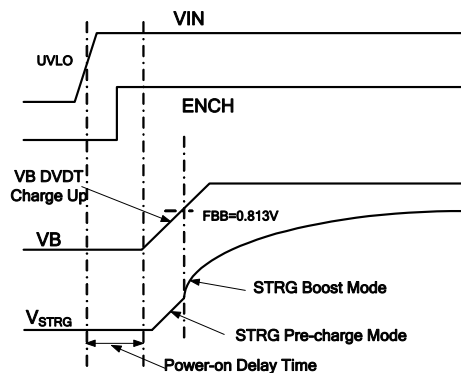 VIN
UVLO
ENCH
VB DVDT
Charge Up
FBB=0.813V
VB
STRG Boost Mode
VSTRG
STRG Pre-charge Mode
Power-on Delay Time